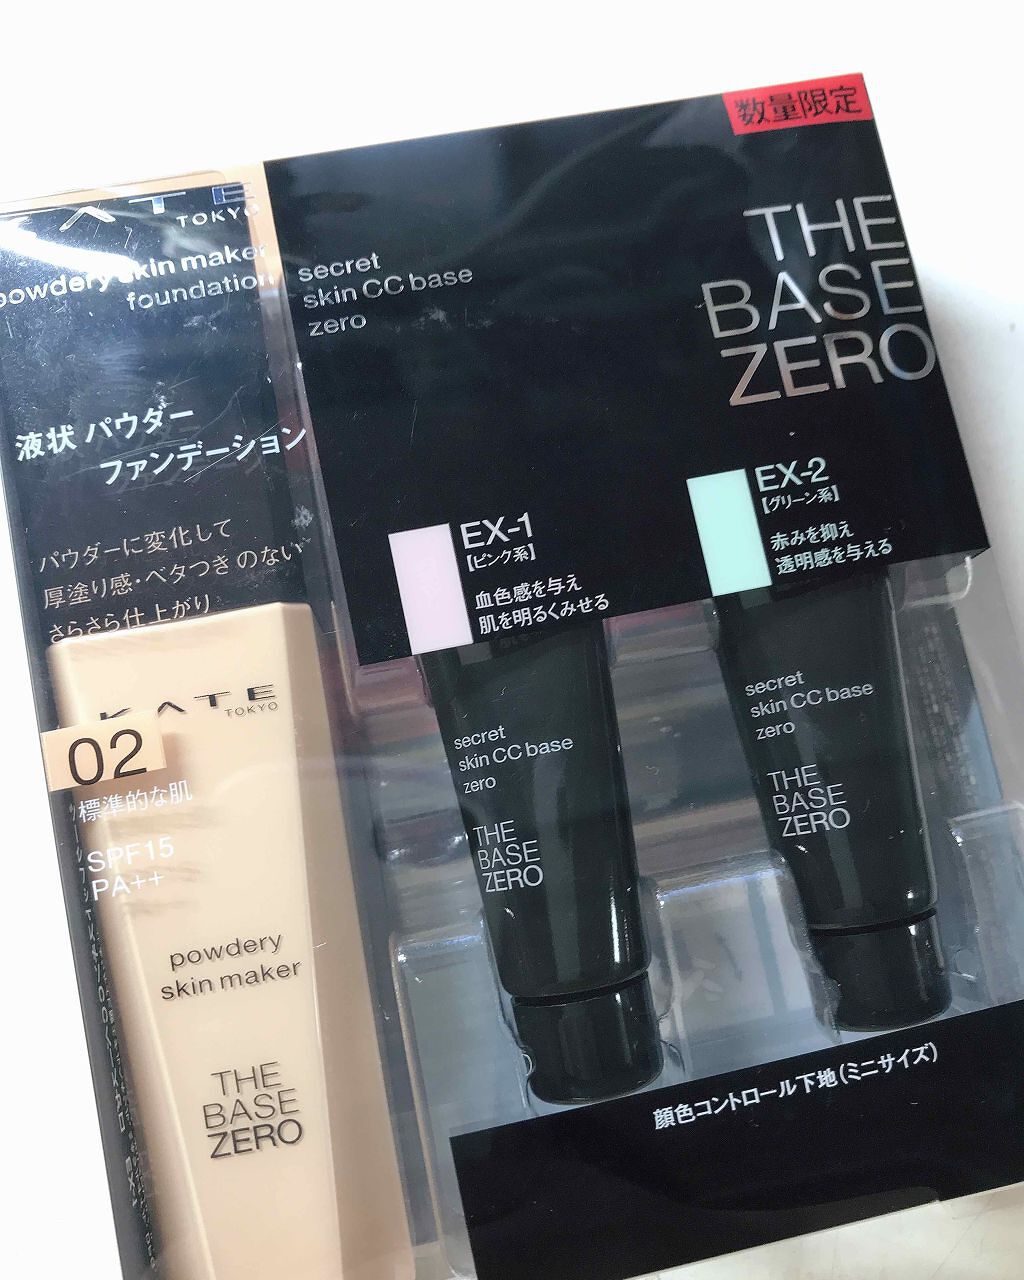 数量限定
KATE
TOKYO
powdery skin maker
foundation
液状 パウダー
ファンデーション
パウダーに変化して
厚塗り感・ベタつきのない
さらさら仕上がり
secret
skin CC base
zero
THE
BASE
ZERO
EX-1
【ピンク系】
血色感を与え
肌を明るくみせる
EX-2
【グリーン系】
赤みを抑え
透明感を与える
KATE
TOKYO
02
標準的な肌
SPF15
PA++
powdery
skin maker
THE
BASE
ZERO
secret
skin CC base
zero
THE
BASE
ZERO
secret
skin CC base
zero
THE
BASE
ZERO
顔色コントロール下地(ミニサイズ)